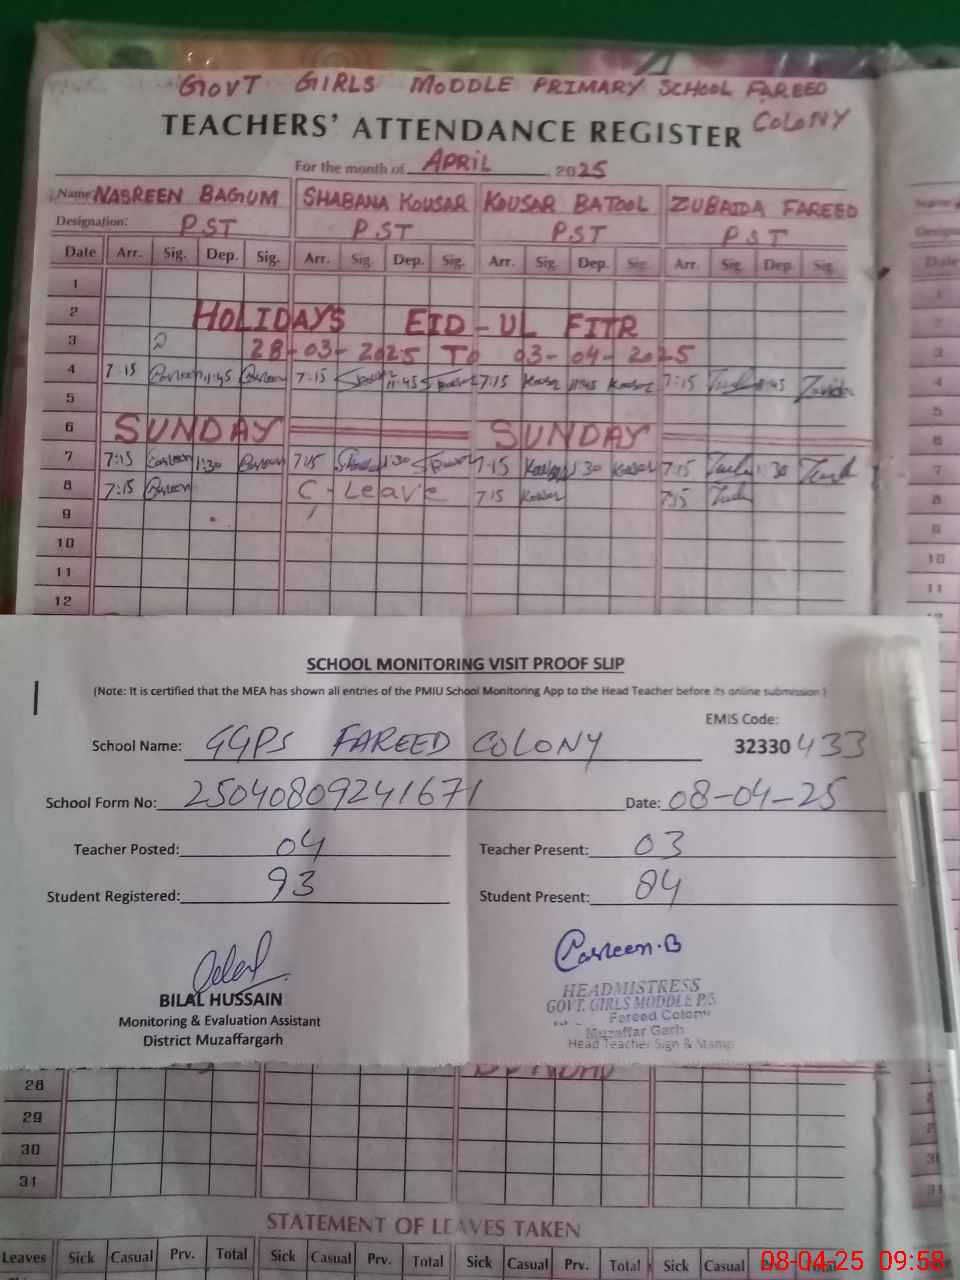 GOVT GIRLS MODDLE PRIMARY SCHOOL FAREED
COLONY
TEACHERS' ATTENDANCE REGISTER
For the month of APRIL 2025
Name: NASREEN BAGUM SHABANA KOUSAR KOUSAR BATOOL ZUBAIDA FAREED
Designation: PST PST PST PST
Date Arr. Sig. Dep. Sig. Arr. Sig. Dep. Sig. Arr. Sig. Dep. Sig. Arr. Sig. Dep. Sig.
1
2 HOLIDAYS EID-UL FITR
3 28-03-2025 TO 03-04-2025
4 7:15 11:45 7-15 11:45 7:15 Kousar 11:45 Kousar 7:15 11:45
5
6 SUNDAY SUNDAY
7 7:15 1:30 7:15 1:30 7:15 Kousar 1:30 Kousar 7:15 1:30
8 7:15 C-Leave 7:15 Kousar 7:15
9
10
11
12
SCHOOL MONITORING VISIT PROOF SLIP
(Note: It is certified that the MEA has shown all entries of the PMIU School Monitoring App to the Head Teacher before its online submission)
EMIS Code:
School Name: GGPS FAREED COLONY 32330433
School Form No: 25040809241671 Date: 08-04-25
Teacher Posted: 04 Teacher Present: 03
Student Registered: 93 Student Present: 84
BILAL HUSSAIN
Monitoring & Evaluation Assistant
District Muzaffargarh
HEADMISTRESS
GOVT. GIRLS MODDLE P/S
Fareed Colony
Muzaffar Garh
Head Teacher Sign & Stamp
28
29
30
31
STATEMENT OF LEAVES TAKEN
Leaves Sick Casual Prv. Total Sick Casual Prv. Total Sick Casual Prv. Total Sick Casual Prv. Total
08-04-25 09:58